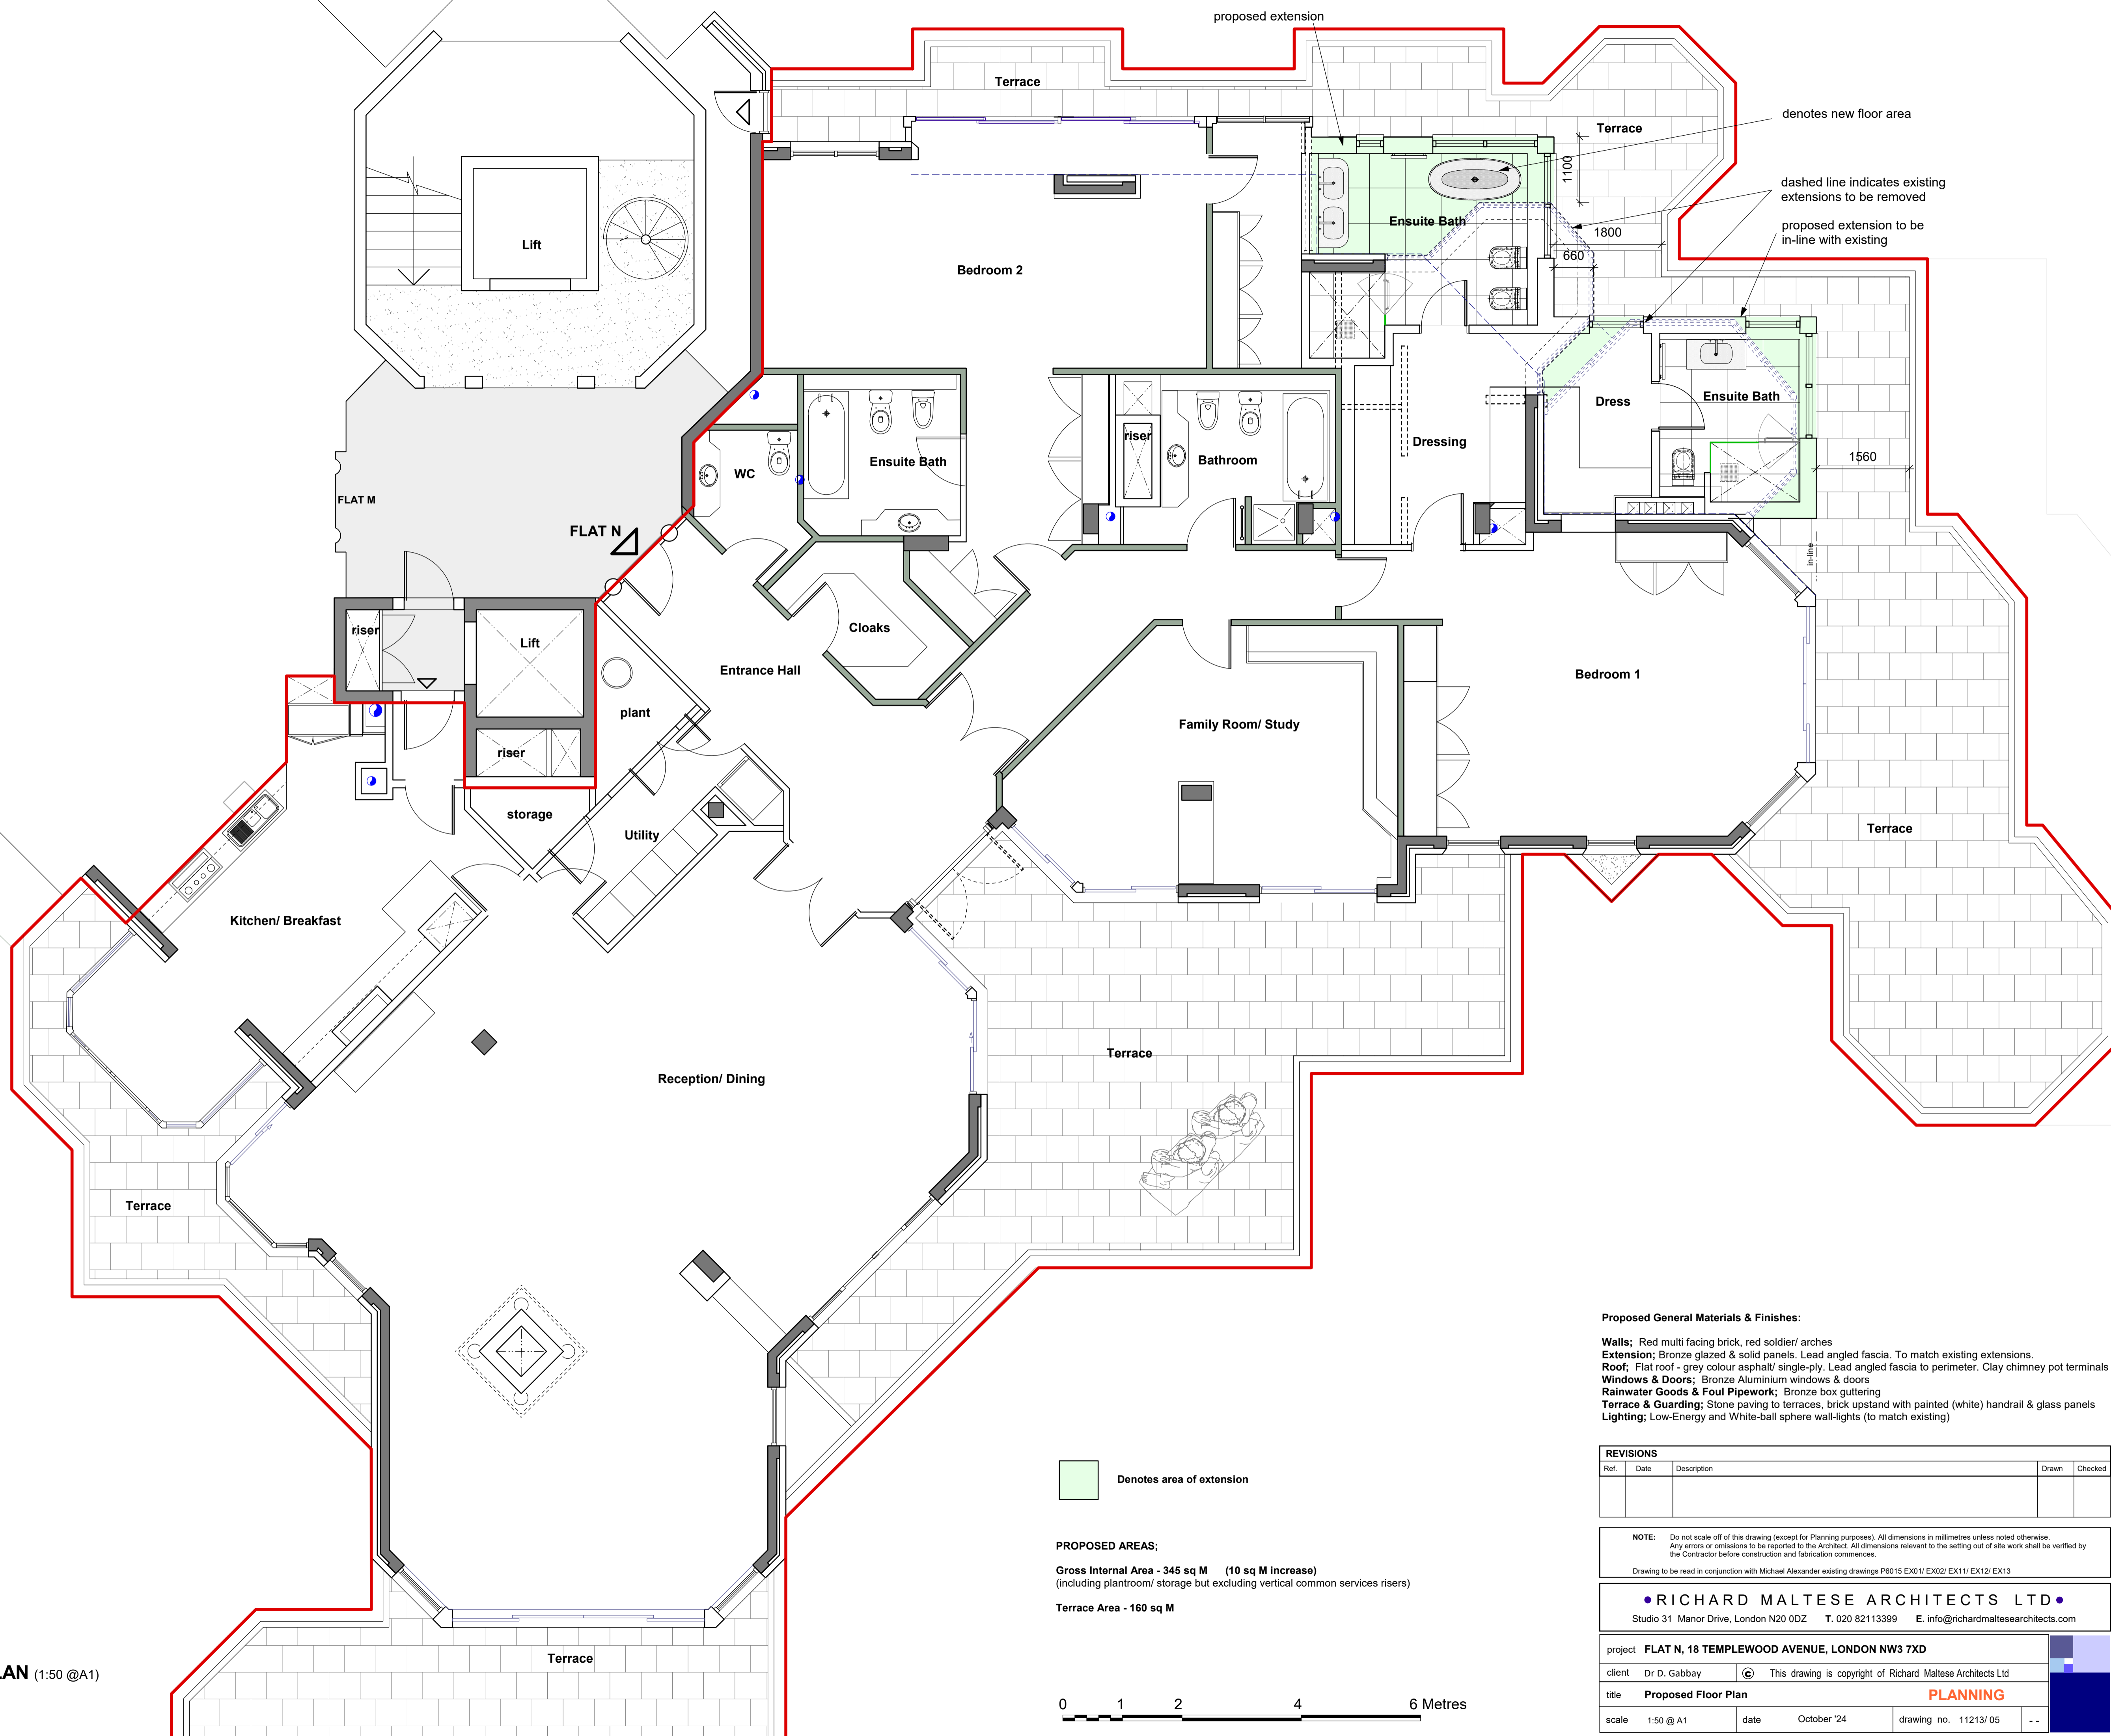 proposed extension
Terrace
Terrace
denotes new floor area
1100
dashed line indicates existing
extensions to be removed
Ensuite Bath
proposed extension to be
in-line with existing
1800
660
Lift
Bedroom 2
Dress
Ensuite Bath
riser
Dressing
Ensuite Bath
Bathroom
1560
WC
FLAT M
FLAT N
in-line
riser
Lift
Cloaks
Entrance Hall
Bedroom 1
plant
Family Room/ Study
riser
storage
Utility
Terrace
Kitchen/ Breakfast
Terrace
Reception/ Dining
Terrace
Terrace
LAN (1:50 @A1)
Denotes area of extension
PROPOSED AREAS;
Gross Internal Area - 345 sq M (10 sq M increase)
(including plantroom/ storage but excluding vertical common services risers)
Terrace Area - 160 sq M
0 1 2 4 6 Metres
Proposed General Materials & Finishes:
Walls; Red multi facing brick, red soldier/ arches
Extension; Bronze glazed & solid panels. Lead angled fascia. To match existing extensions.
Roof; Flat roof - grey colour asphalt/ single-ply. Lead angled fascia to perimeter. Clay chimney pot terminals
Windows & Doors; Bronze Aluminium windows & doors
Rainwater Goods & Foul Pipework; Bronze box guttering
Terrace & Guarding; Stone paving to terraces, brick upstand with painted (white) handrail & glass panels
Lighting; Low-Energy and White-ball sphere wall-lights (to match existing)
REVISIONS
Ref. Date Description Drawn Checked
NOTE: Do not scale off of this drawing (except for Planning purposes). All dimensions in millimetres unless noted otherwise.
Any errors or omissions to be reported to the Architect. All dimensions relevant to the setting out of site work shall be verified by
the Contractor before construction and fabrication commences.
Drawing to be read in conjunction with Michael Alexander existing drawings P6015 EX01/ EX02/ EX11/ EX12/ EX13
RICHARD MALTESE ARCHITECTS LTD
Studio 31 Manor Drive, London N20 0DZ T. 020 82113399 E. info@richardmaltesearchitects.com
project FLAT N, 18 TEMPLEWOOD AVENUE, LONDON NW3 7XD
client Dr D. Gabbay © This drawing is copyright of Richard Maltese Architects Ltd
title Proposed Floor Plan PLANNING
scale 1:50 @ A1 date October '24 drawing no. 11213/ 05 - -